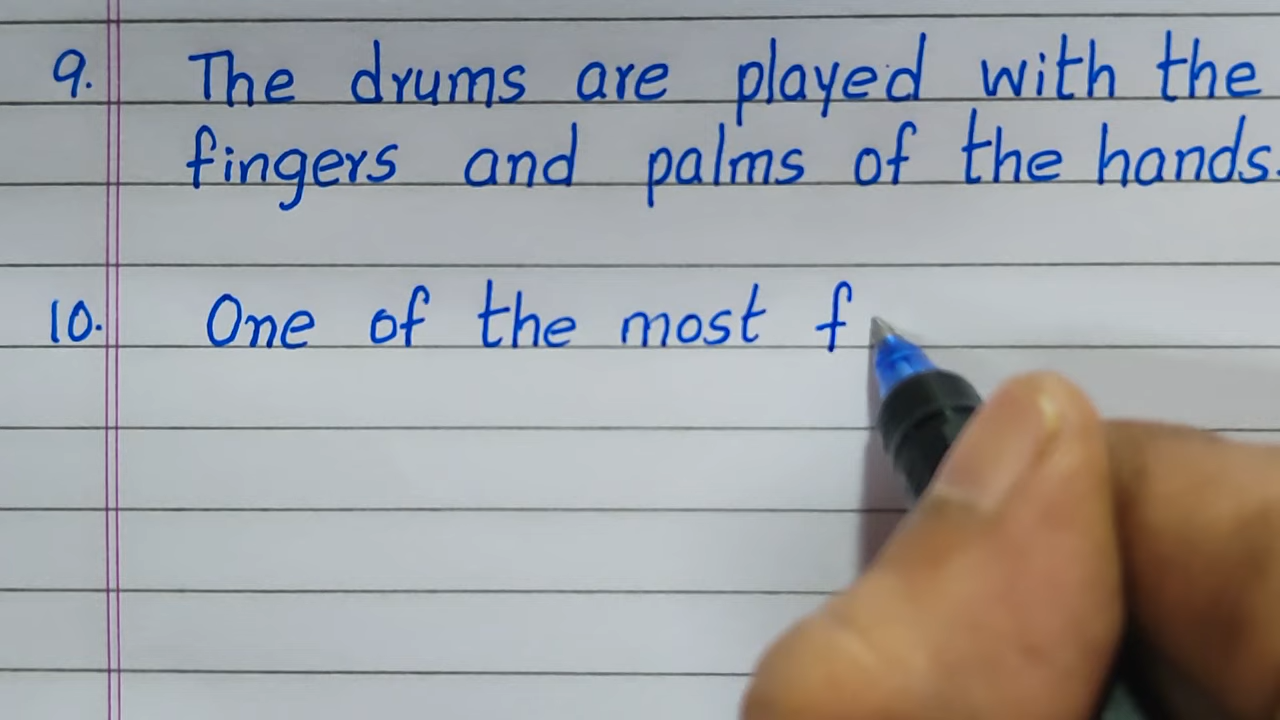 9. The drums are played with the
fingers and palms of the hands.
10. One of the most f